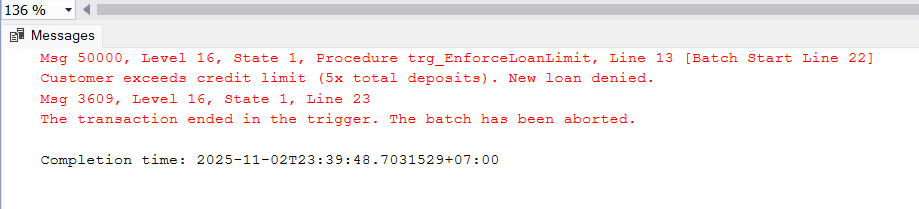 136 %
Messages
Msg 50000, Level 16, State 1, Procedure trg_EnforceLoanLimit, Line 13 [Batch Start Line 22]
Customer exceeds credit limit (5x total deposits). New loan denied.
Msg 3609, Level 16, State 1, Line 23
The transaction ended in the trigger. The batch has been aborted.
Completion time: 2025-11-02T23:39:48.7031529+07:00